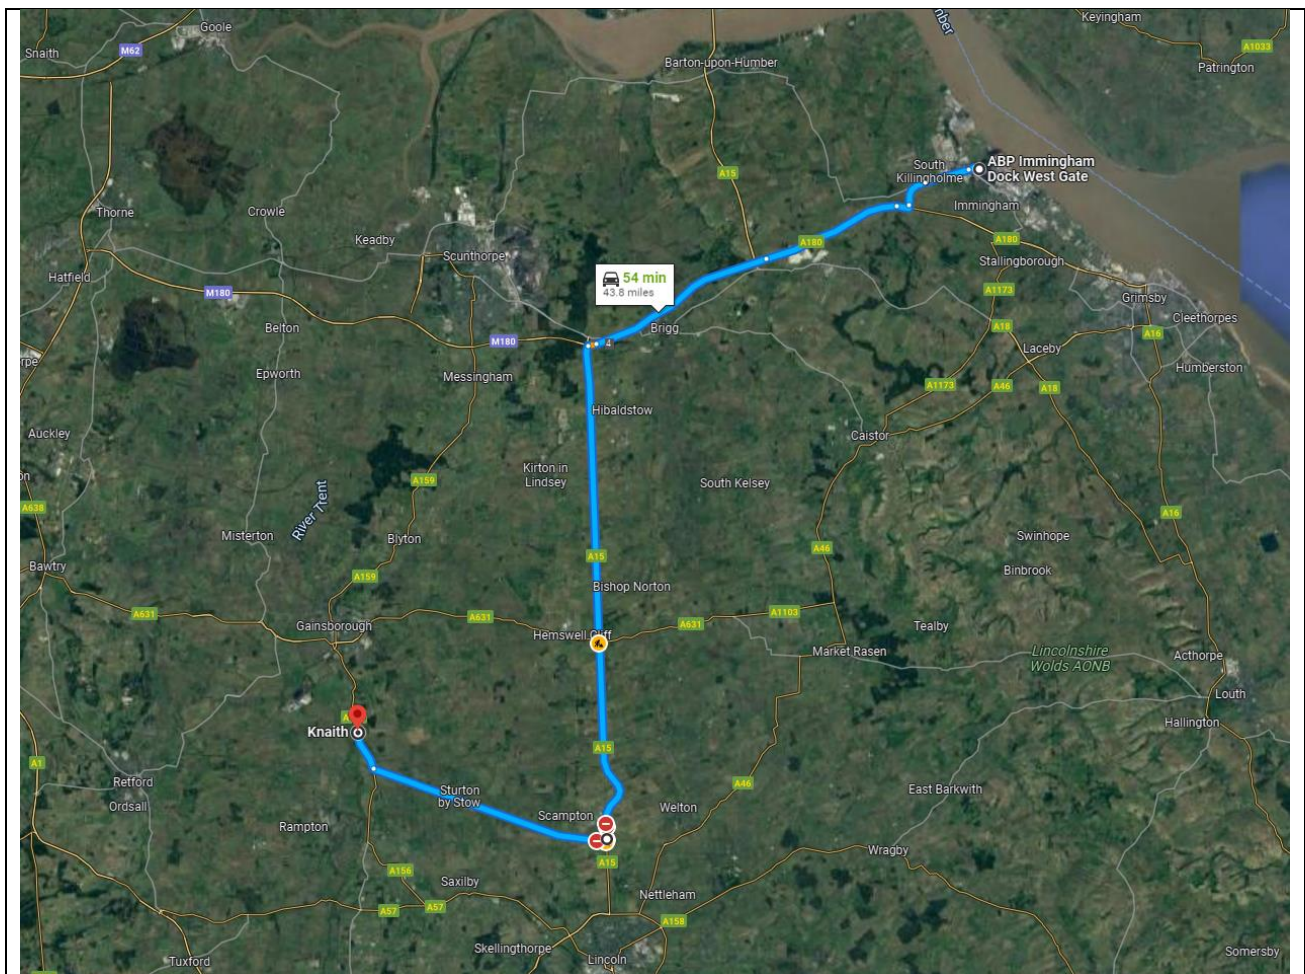 Goole
Snaith
M62
mber
Keyingham
A1033
Patrington
Barton-upon-Humber
A15
South
Killingholme
ABP Immingham
Dock West Gate
Immingham
Thorne
Crowle
Keadby
Scunthorpe
A180
A180
Stallingborough
Hatfield
M180
54 min
43.8 miles
A1173
Grimsby
Cleethorpes
Belton
M180
Brigg
4
A18
A16
Laceby
Humberston
rpe
Epworth
Messingham
A1173
A46
A18
Hibaldstow
Auckley
Caistor
on
Kirton in
Lindsey
A159
South Kelsey
River Trent
A638
A16
Misterton
Blyton
A15
A46
Swinhope
Bawtry
A159
Bishop Norton
Binbrook
A631
Gainsborough
A631
Hemswell Cliff
A631
A1103
Tealby
Market Rasen
Lincolnshire
Wolds AONB
Acthorpe
Louth
Knaith
A15
Hallington
A1
Retford
Ordsall
Sturton
by Stow
A46
East Barkwith
Rampton
Scampton
Welton
A15
Wragby
A156
Saxilby
Nettleham
A57
A57
A158
Skellingthorpe
Lincoln
Tuxford
Somersby